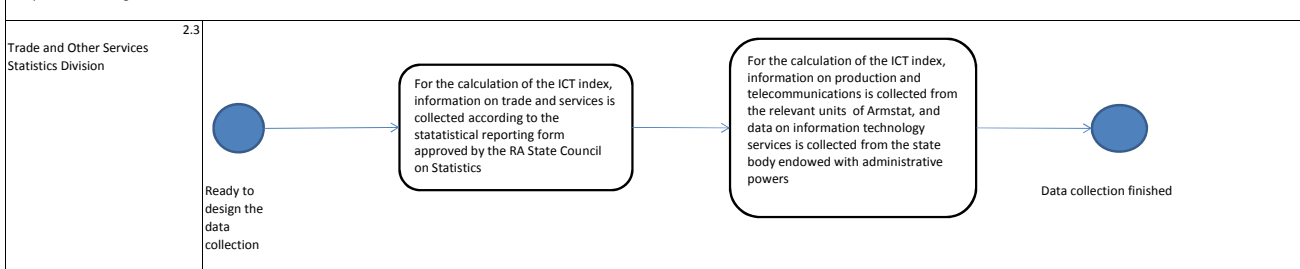 2.3
Trade and Other Services
Statistics Division
For the calculation of the ICT index,
information on trade and services is
collected according to the
statatistical reporting form
approved by the RA State Council
on Statistics
For the calculation of the ICT index,
information on production and
telecommunications is collected from
the relevant units of Armstat, and
data on information technology
services is collected from the state
body endowed with administrative
powers
Ready to
design the
data
collection
Data collection finished